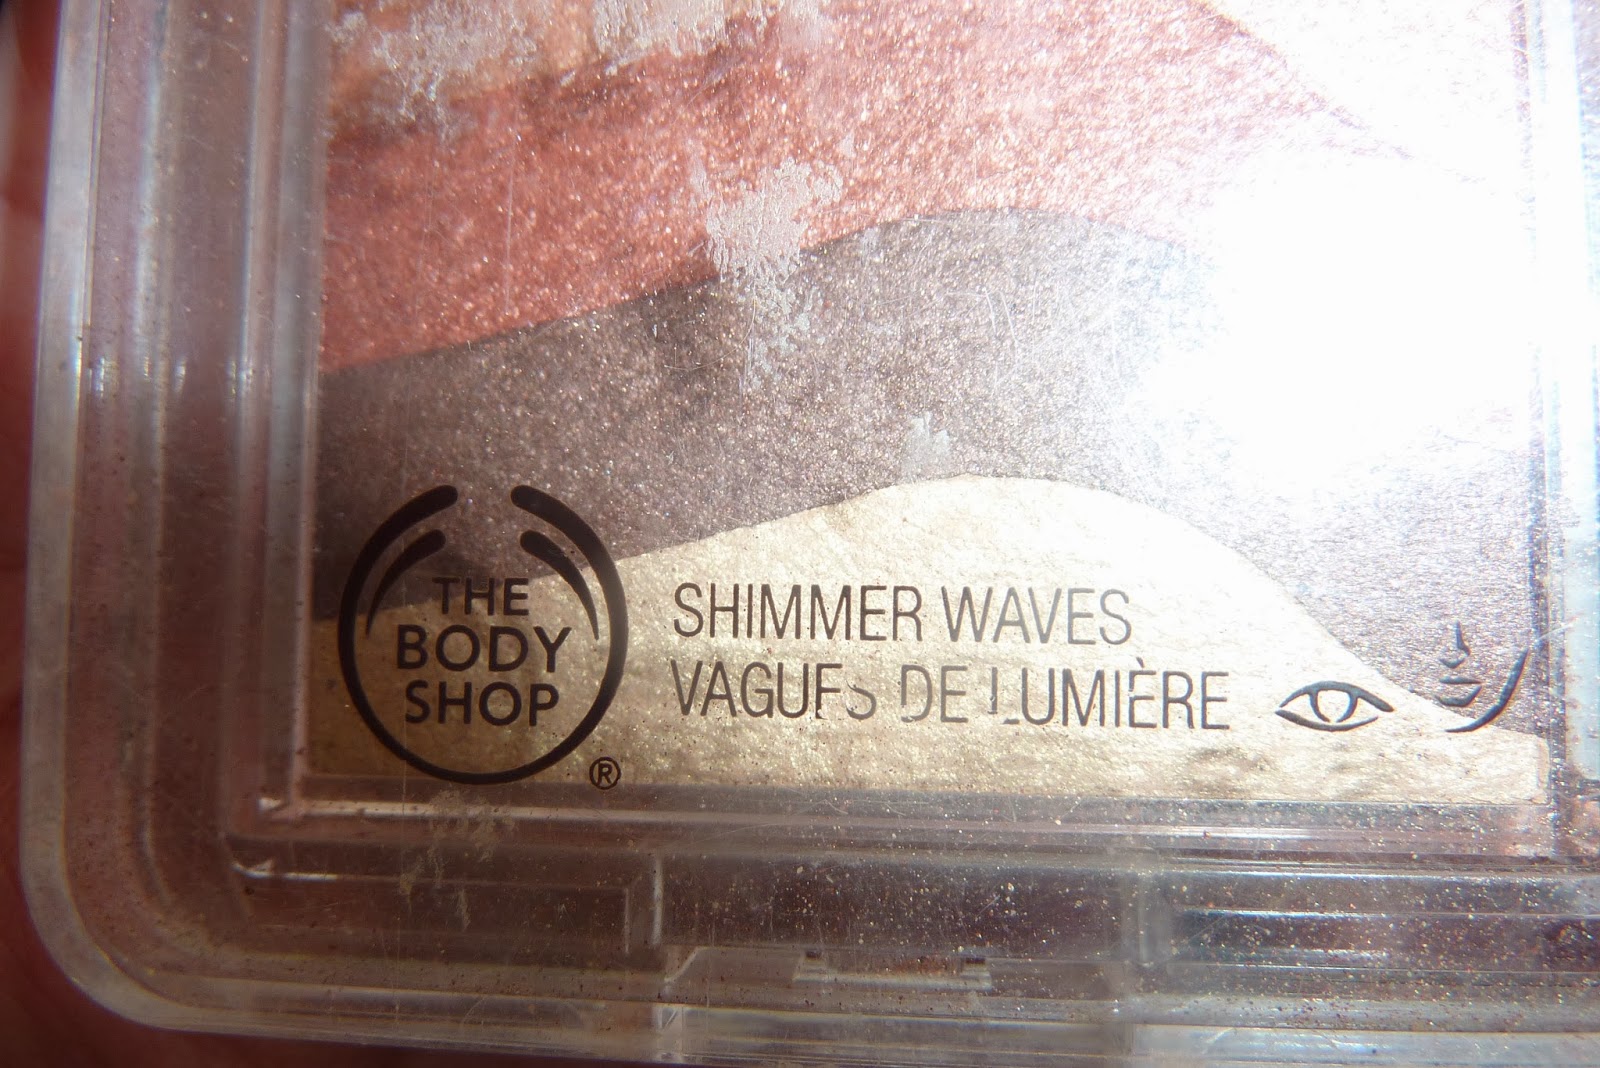 THE
BODY
SHOP
®
SHIMMER WAVES
VAGUES DE LUMIÈRE